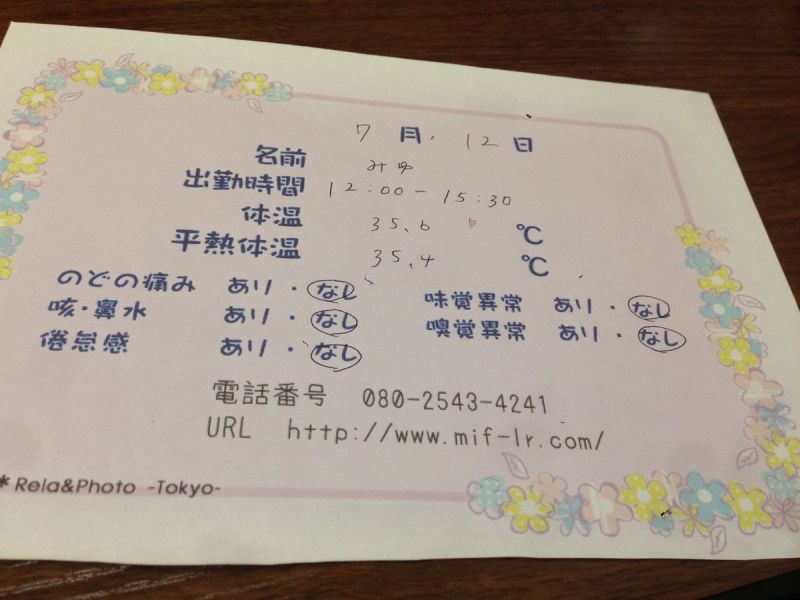 7 月. 12 日
名前 みゆ
出勤時間 12:00 - 15:30
体温 35.6 ℃
平熱体温 35.4 ℃
のどの痛み あり・なし 味覚異常 あり・なし
咳・鼻水 あり・なし 嗅覚異常 あり・なし
倦怠感 あり・なし
電話番号 080-2543-4241
URL http://www.mif-lr.com/
* Rela&Photo -Tokyo-